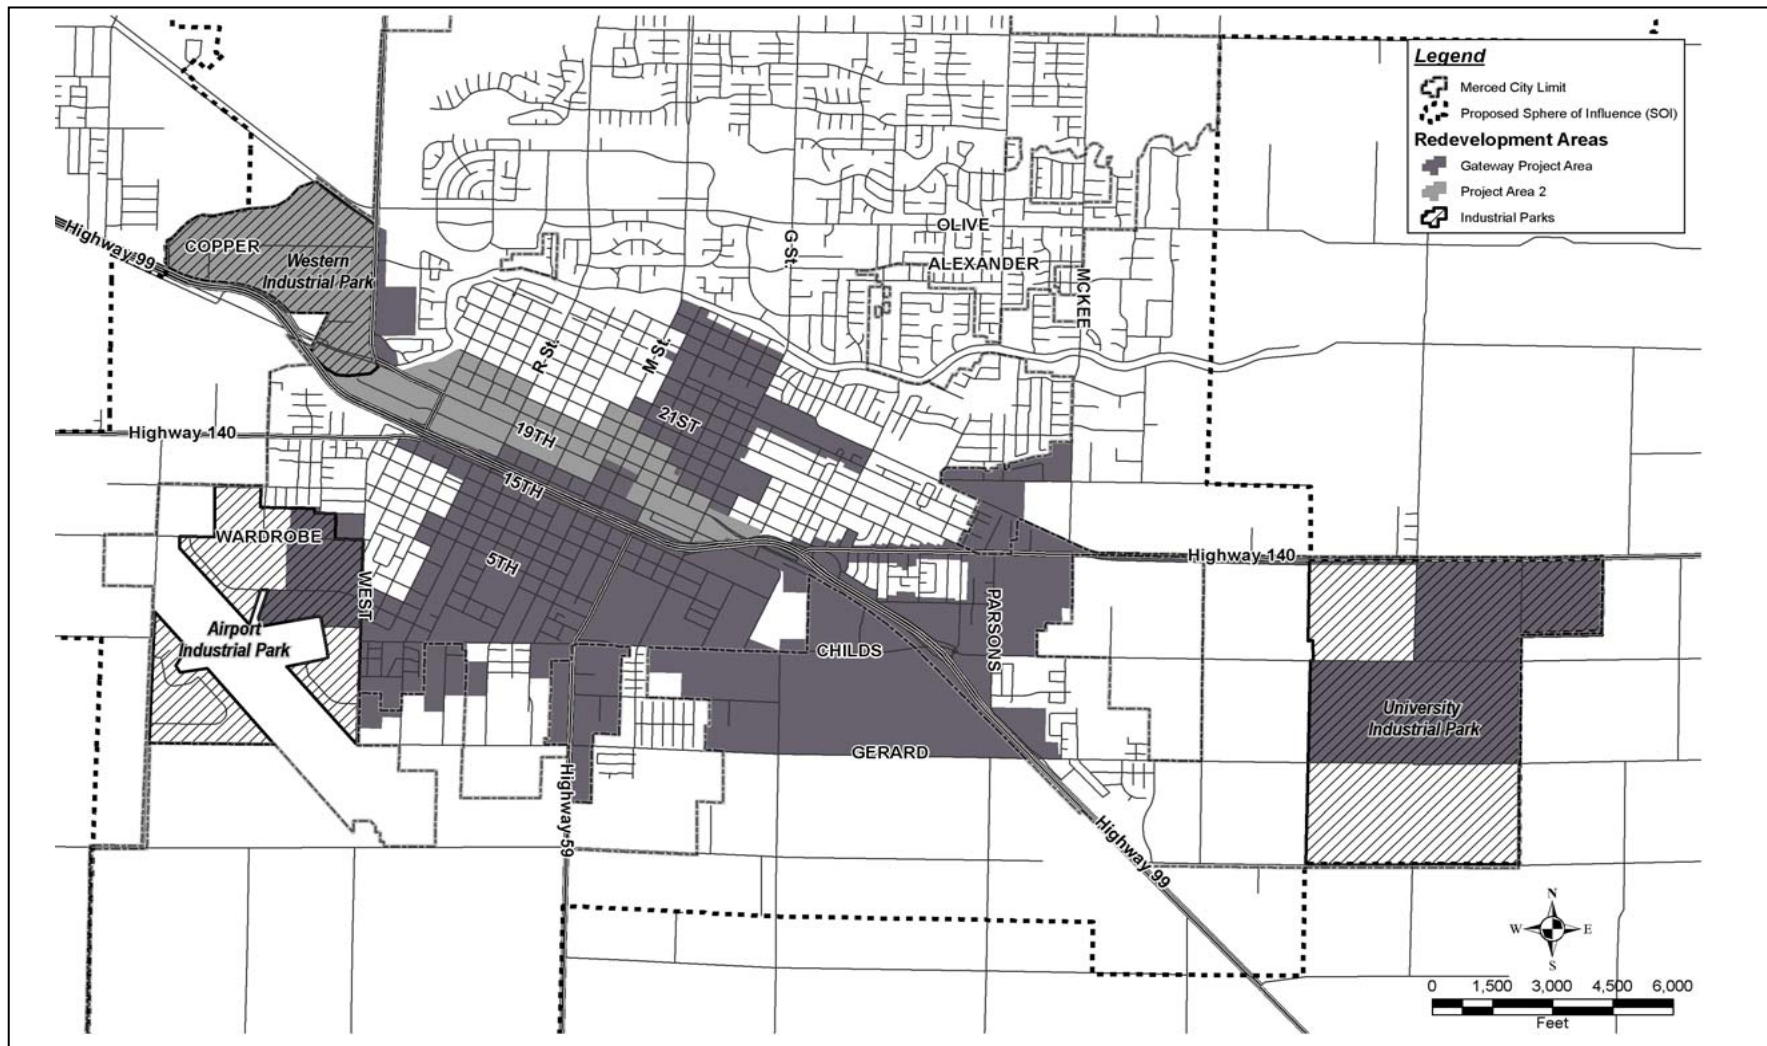 Legend
Merced City Limit
Proposed Sphere of Influence (SOI)
Redevelopment Areas
Gateway Project Area
Project Area 2
Industrial Parks
OLIVE
G St.
COPPER
Highway 99
Western
Industrial Park
ALEXANDER
MCKEE
R St.
M St.
21ST
19TH
Highway 140
15TH
WARDROBE
5TH
Highway 140
WEST
PARSONS
Airport
Industrial Park
CHILDS
University
Industrial Park
GERARD
Highway 59
Highway 99
N
W
E
S
0 1,500 3,000 4,500 6,000
Feet